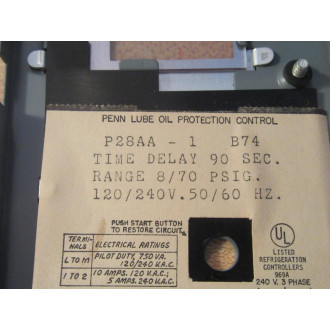 PENN LUBE OIL PROTECTION CONTROL
P28AA - 1 B74
TIME DELAY 90 SEC.
RANGE 8/70 PSIG.
120/240V.50/60 HZ.
PUSH START BUTTON
TO RESTORE CIRCUIT
UL
LISTED
REFRIGERATION
CONTROLLERS
969A
240 V. 3 PHASE
TERMI-
NALS
ELECTRICAL RATINGS
L TO M
PILOT DUTY, 750 VA.
120/240 V.A.C.
1 TO 2
10 AMPS. 120 V.A.C.;
5 AMPS. 240 V.A.C.